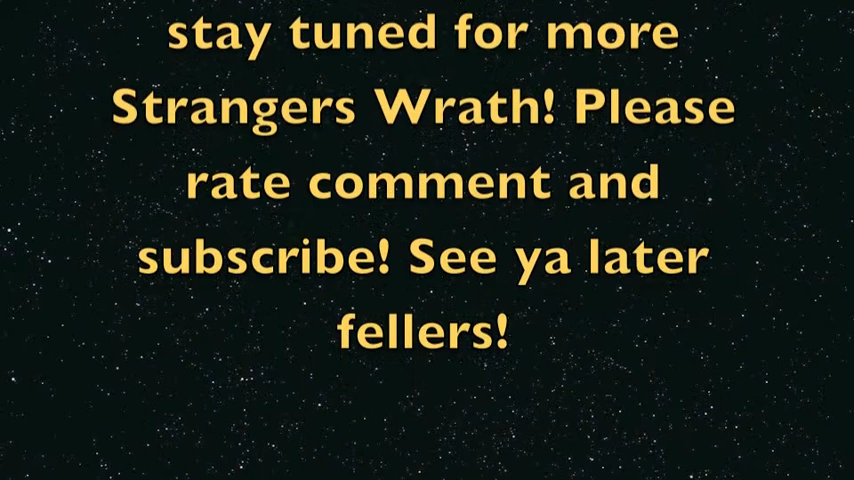 stay tuned for more
Strangers Wrath! Please
rate comment and
subscribe! See ya later
fellers!